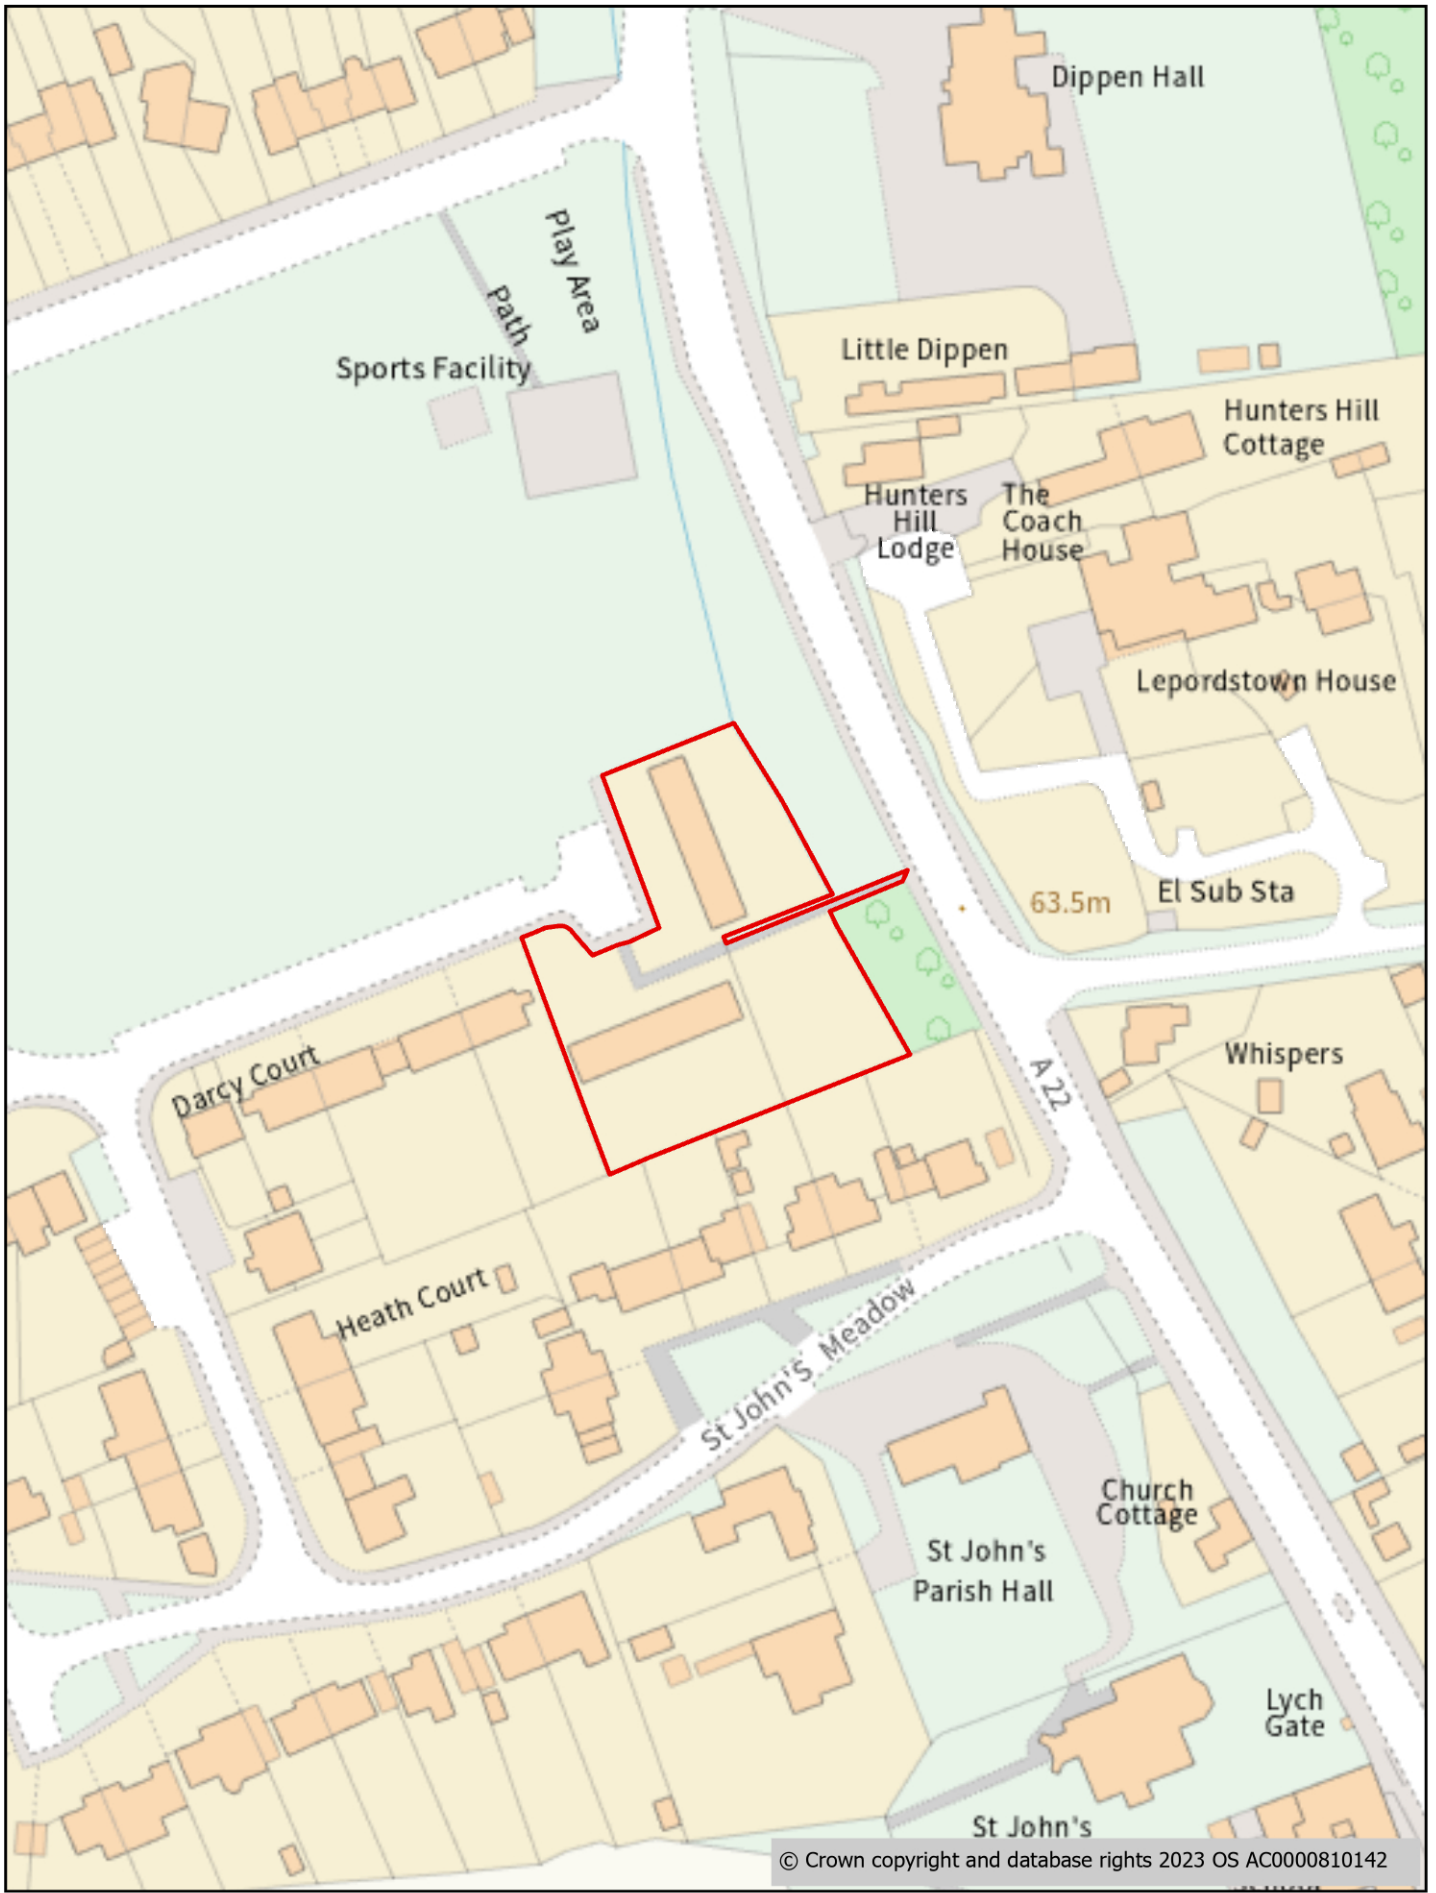 Dippen Hall
Play Area
Path
Sports Facility
Little Dippen
Hunters Hill
Cottage
Hunters
Hill
Lodge
The
Coach
House
Lepordstown House
El Sub Sta
63.5m
A 22
Whispers
Darcy Court
Heath Court
St John'S Meadow
Church
Cottage
St John's
Parish Hall
Lych
Gate
St John's
© Crown copyright and database rights 2023 OS AC0000810142